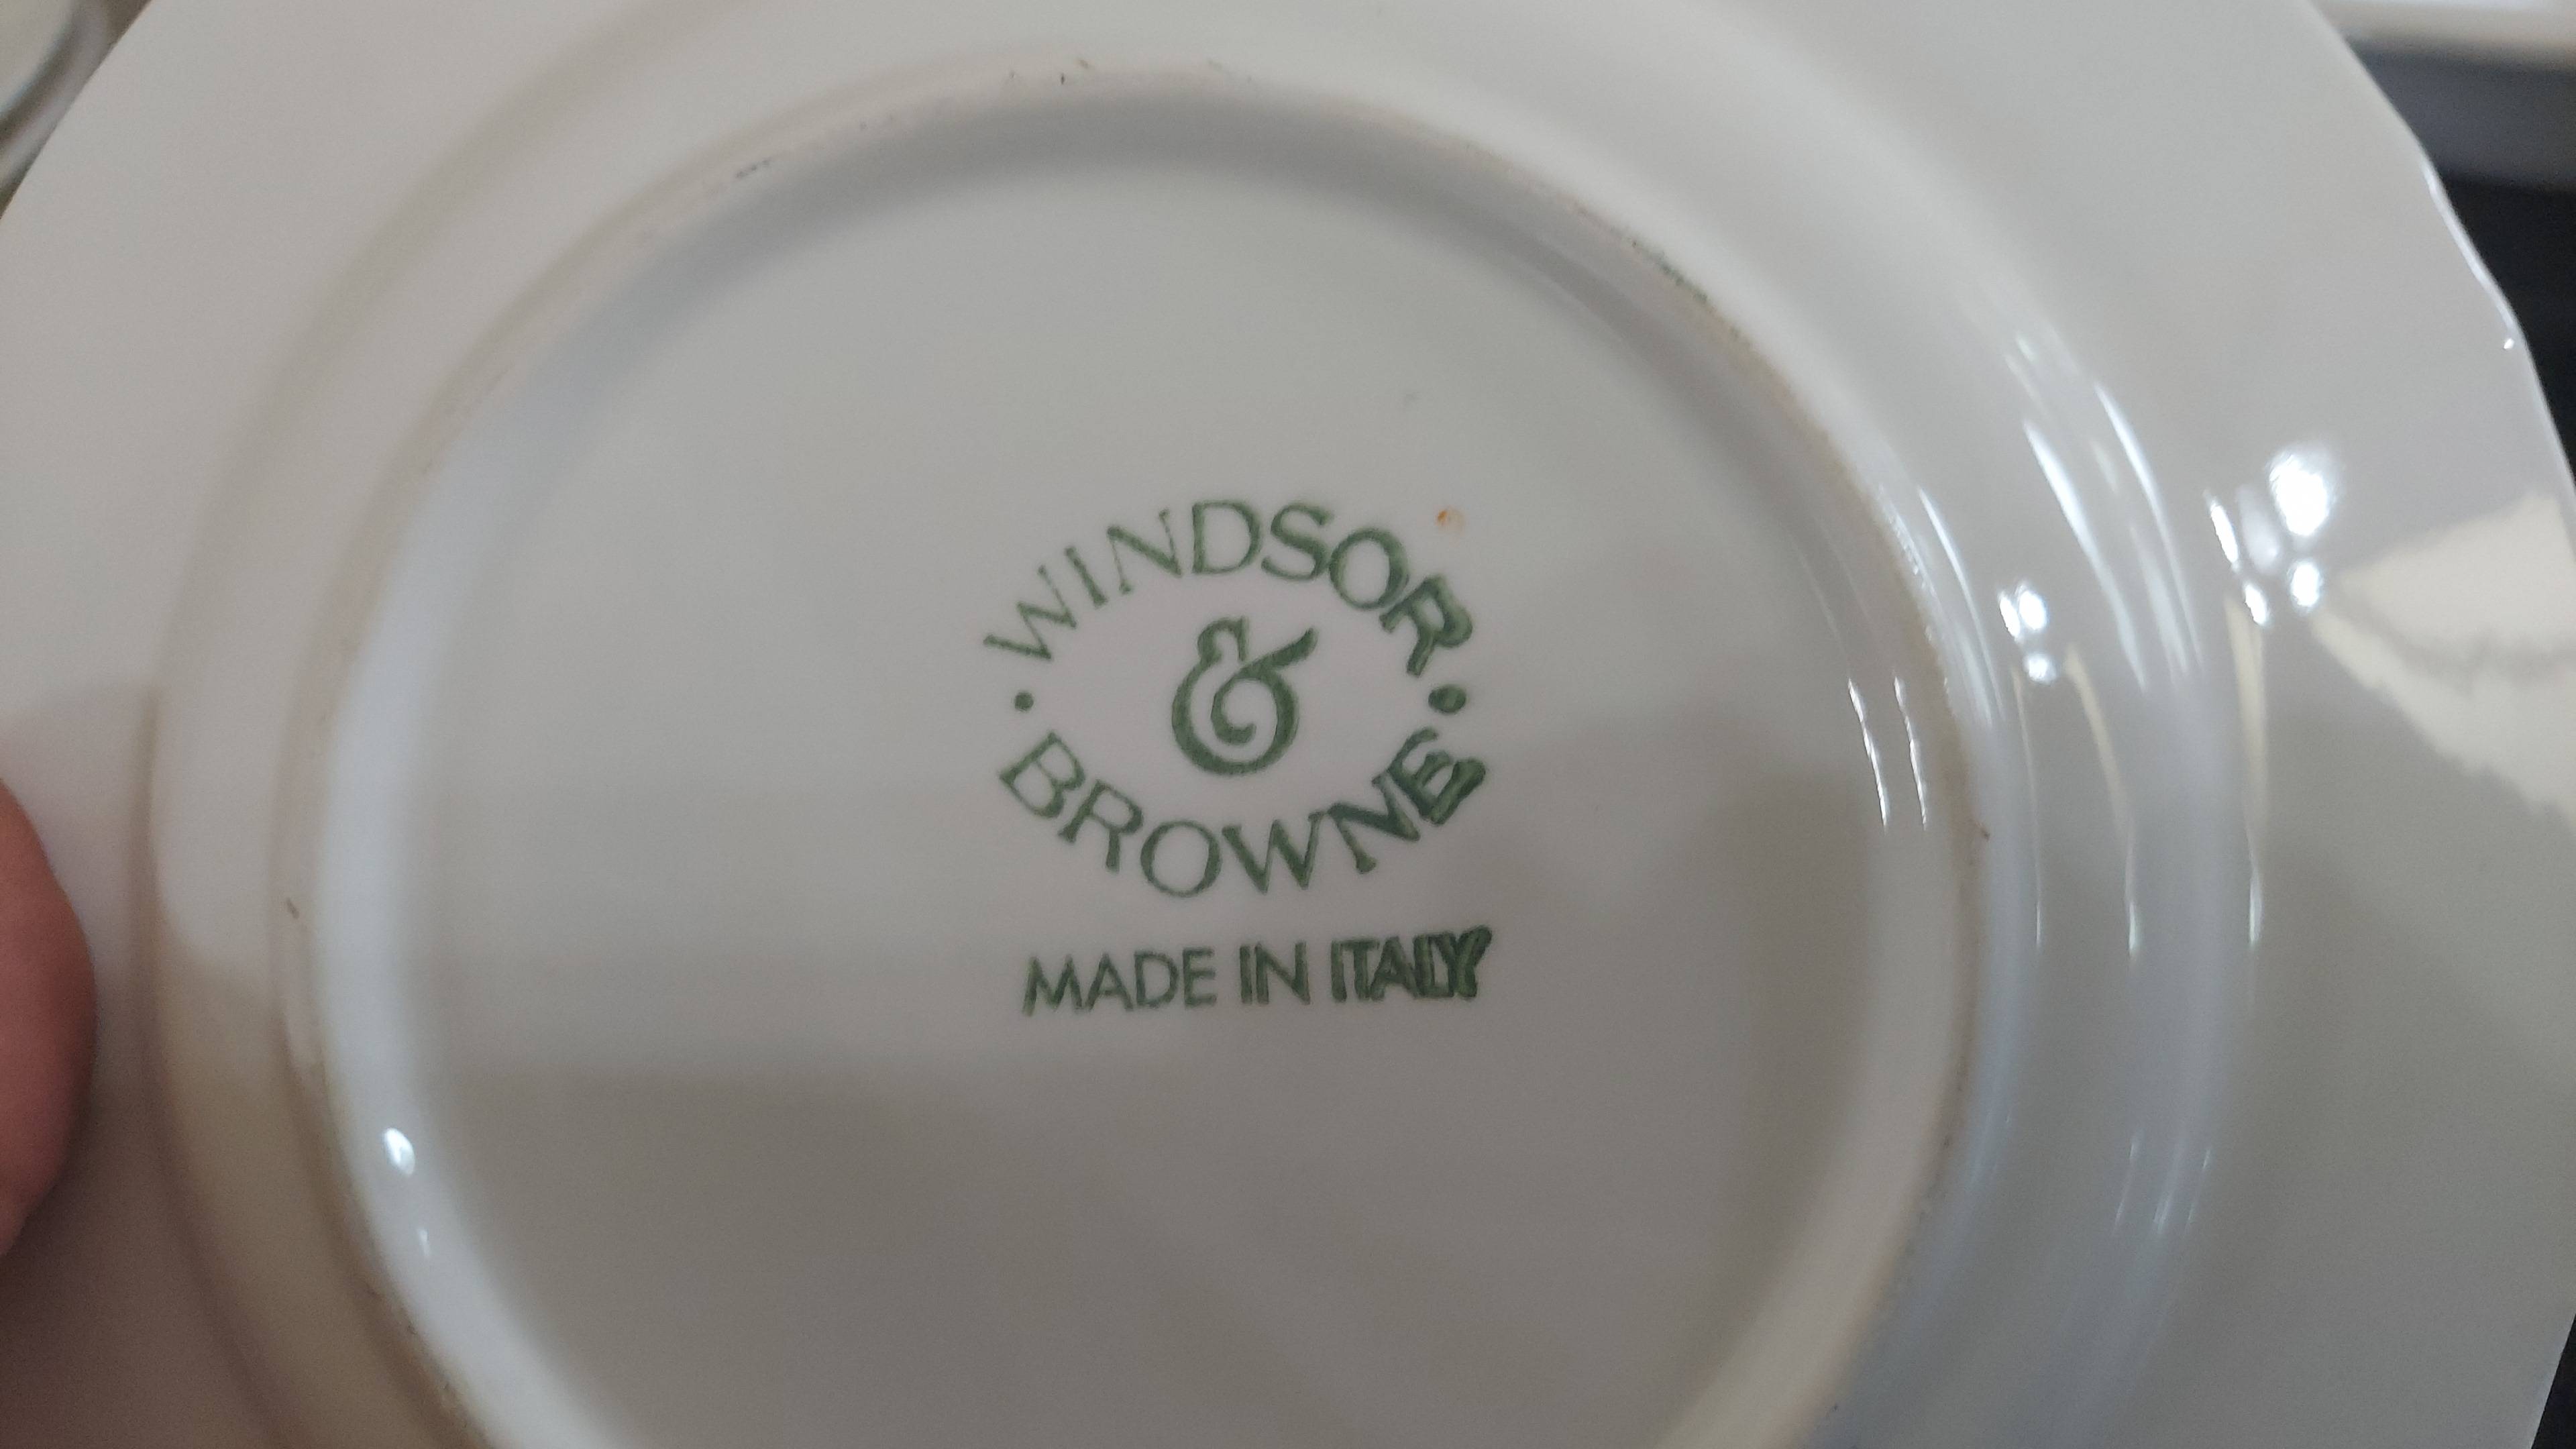 · WINDSOR ·
&
BROWNE
MADE IN ITALY